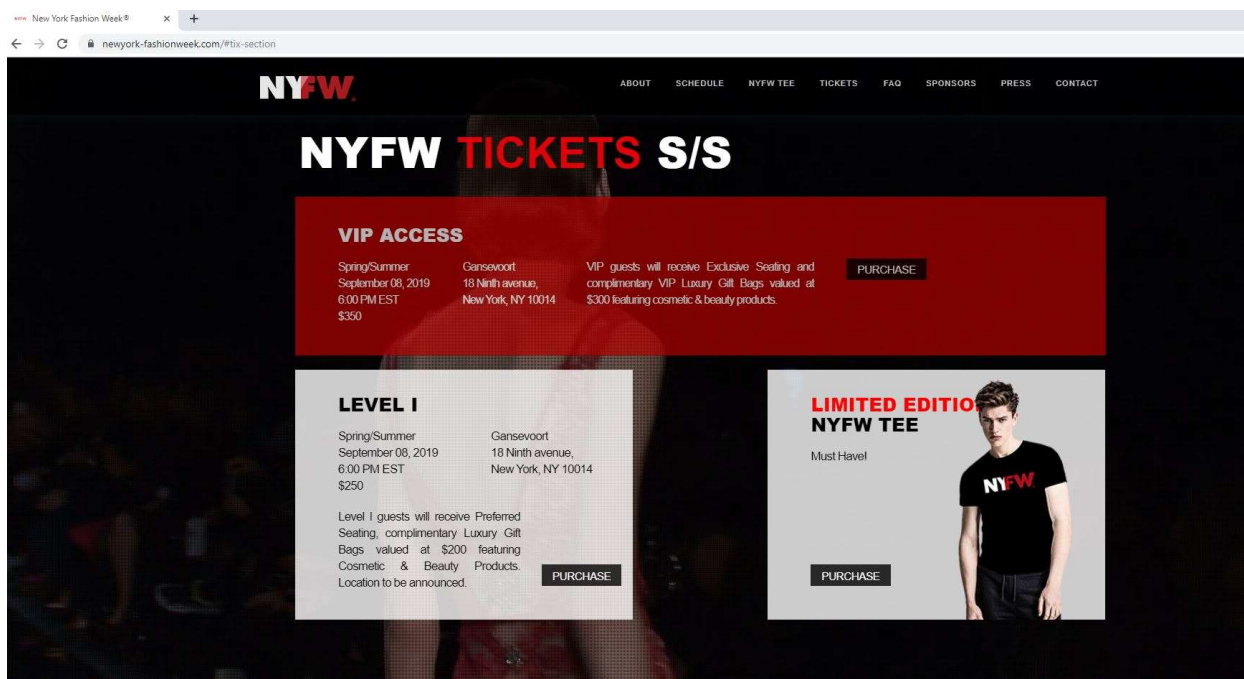 NYFW New York Fashion Week®
newyork-fashionweek.com/#tix-section
NYFW.
ABOUT SCHEDULE NYFW TEE TICKETS FAQ SPONSORS PRESS CONTACT
NYFW TICKETS S/S
VIP ACCESS
Spring/Summer
September 08, 2019
6:00 PM EST
$350
Gansevoort
18 Ninth avenue,
New York, NY 10014
VIP guests will receive Exclusive Seating and
complimentary VIP Luxury Gift Bags valued at
$300 featuring cosmetic & beauty products.
PURCHASE
LEVEL I
Spring/Summer
September 08, 2019
6:00 PM EST
$250
Gansevoort
18 Ninth avenue,
New York, NY 10014
Level I guests will receive Preferred
Seating, complimentary Luxury Gift
Bags valued at $200 featuring
Cosmetic & Beauty Products.
Location to be announced.
PURCHASE
LIMITED EDITIO
NYFW TEE
Must Have!
NYFW
PURCHASE